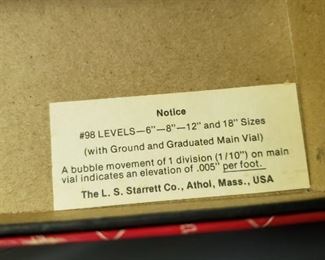 Notice
#98 LEVELS—6"—8"—12" and 18" Sizes
(with Ground and Graduated Main Vial)
A bubble movement of 1 division (1/10") on main
vial indicates an elevation of .005" per foot.
The L. S. Starrett Co., Athol, Mass., USA